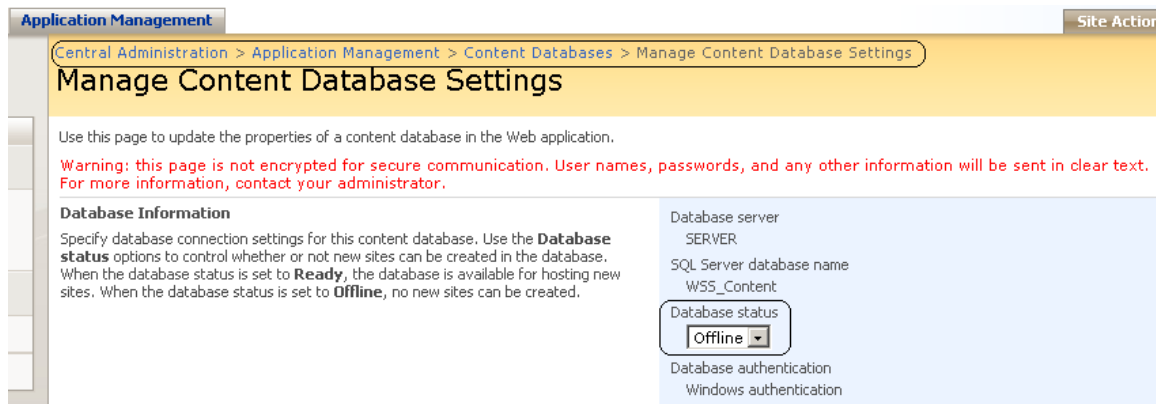 Application Management
Site Action
Central Administration > Application Management > Content Databases > Manage Content Database Settings
Manage Content Database Settings
Use this page to update the properties of a content database in the Web application.
Warning: this page is not encrypted for secure communication. User names, passwords, and any other information will be sent in clear text.
For more information, contact your administrator.
Database Information
Specify database connection settings for this content database. Use the Database
status options to control whether or not new sites can be created in the database.
When the database status is set to Ready, the database is available for hosting new
sites. When the database status is set to Offline, no new sites can be created.
Database server
SERVER
SQL Server database name
WSS_Content
Database status
Offline
Database authentication
Windows authentication